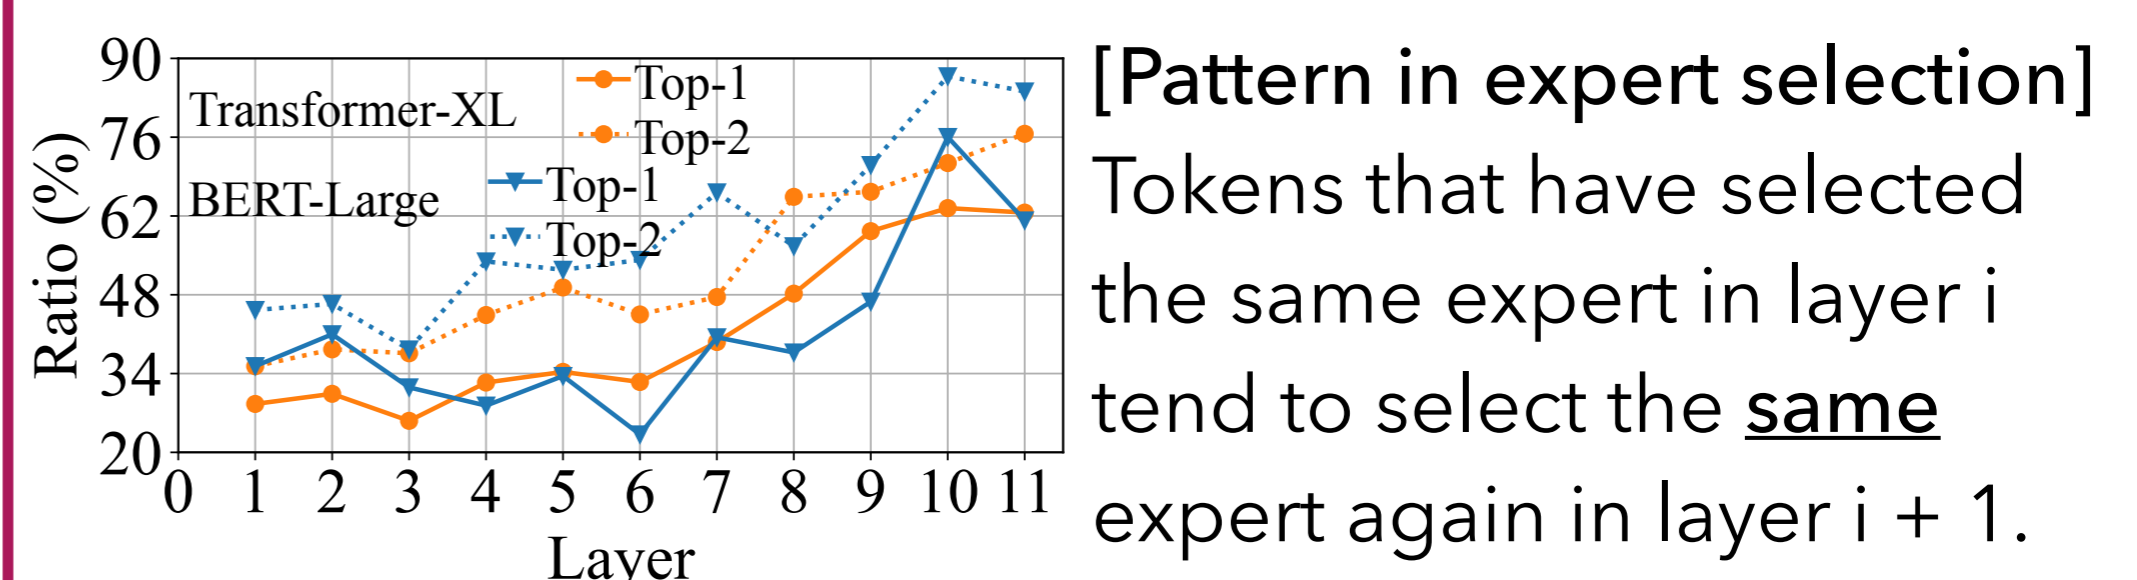 90
76
62
48
34
20
Ratio (%)
Transformer-XL
Top-1
Top-2
BERT-Large
Top-1
Top-2
0 1 2 3 4 5 6 7 8 9 10 11
Layer
[Pattern in expert selection]
Tokens that have selected
the same expert in layer i
tend to select the same
expert again in layer i + 1.